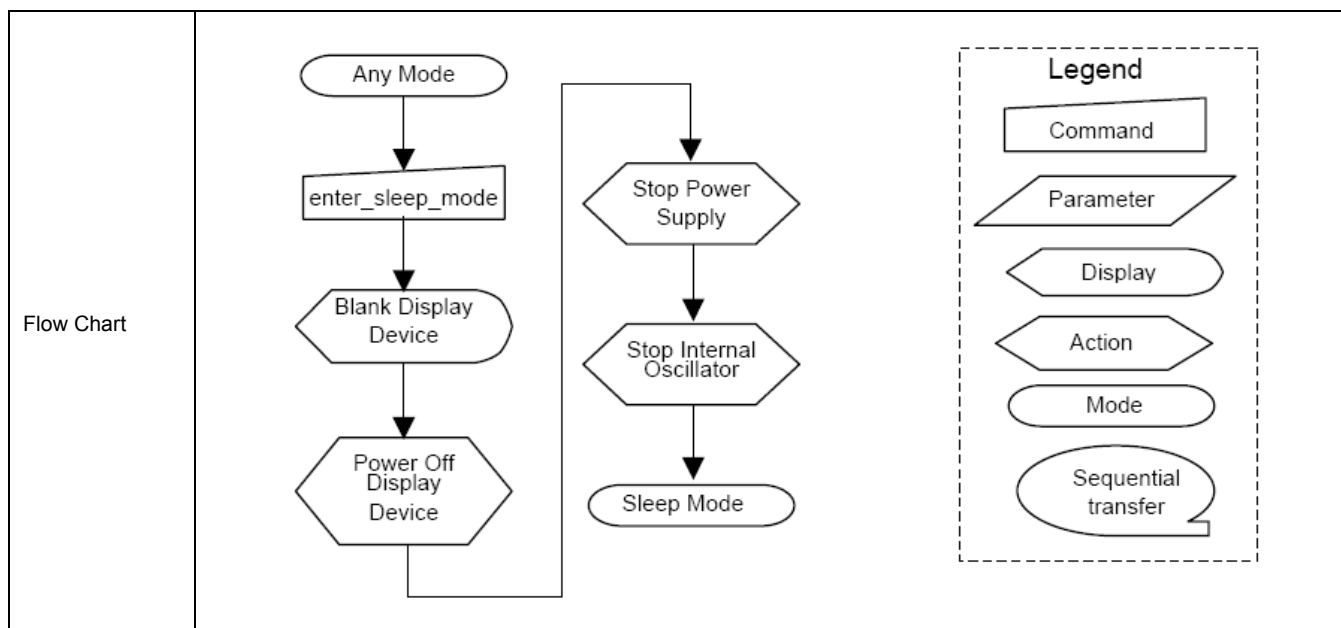 Flow Chart
Any Mode
enter_sleep_mode
Blank Display
Device
Power Off
Display
Device
Stop Power
Supply
Stop Internal
Oscillator
Sleep Mode
Legend
Command
Parameter
Display
Action
Mode
Sequential
transfer